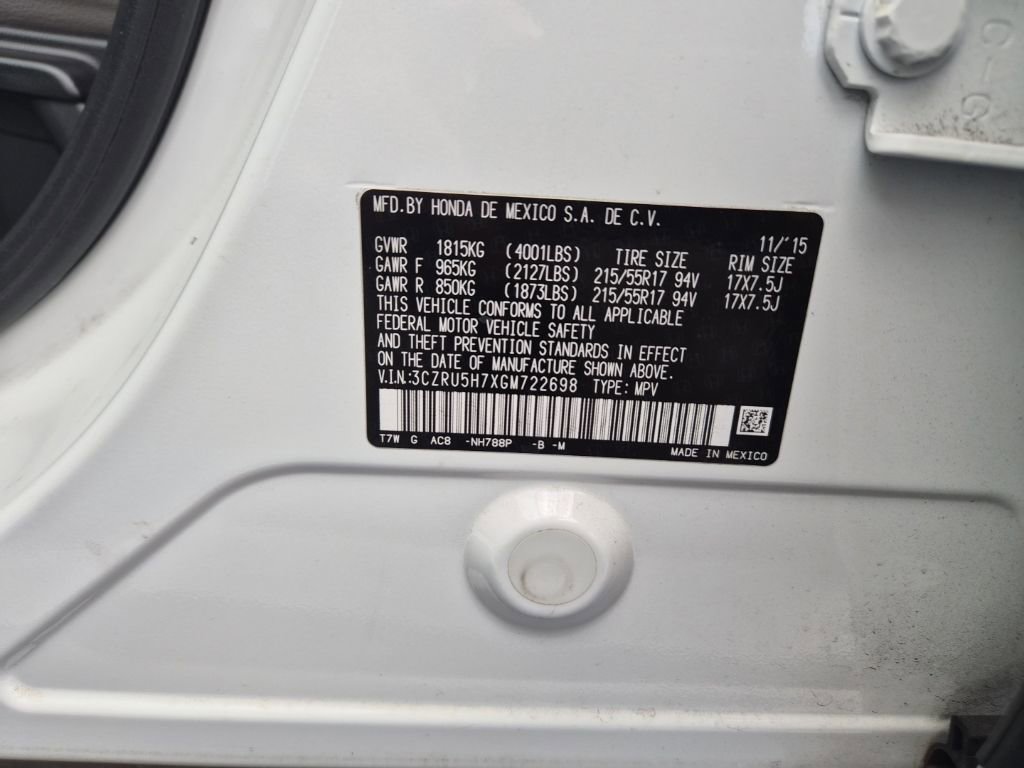 MFD.BY HONDA DE MEXICO S.A. DE C.V.
11/'15
GVWR 1815KG (4001LBS) TIRE SIZE RIM SIZE
GAWR F 965KG (2127LBS) 215/55R17 94V 17X7.5J
GAWR R 850KG (1873LBS) 215/55R17 94V 17X7.5J
THIS VEHICLE CONFORMS TO ALL APPLICABLE
FEDERAL MOTOR VEHICLE SAFETY
AND THEFT PREVENTION STANDARDS IN EFFECT
ON THE DATE OF MANUFACTURE SHOWN ABOVE.
V.I.N:3CZRU5H7XGM722698 TYPE: MPV
T7W G AC8 -NH788P -B -M
MADE IN MEXICO